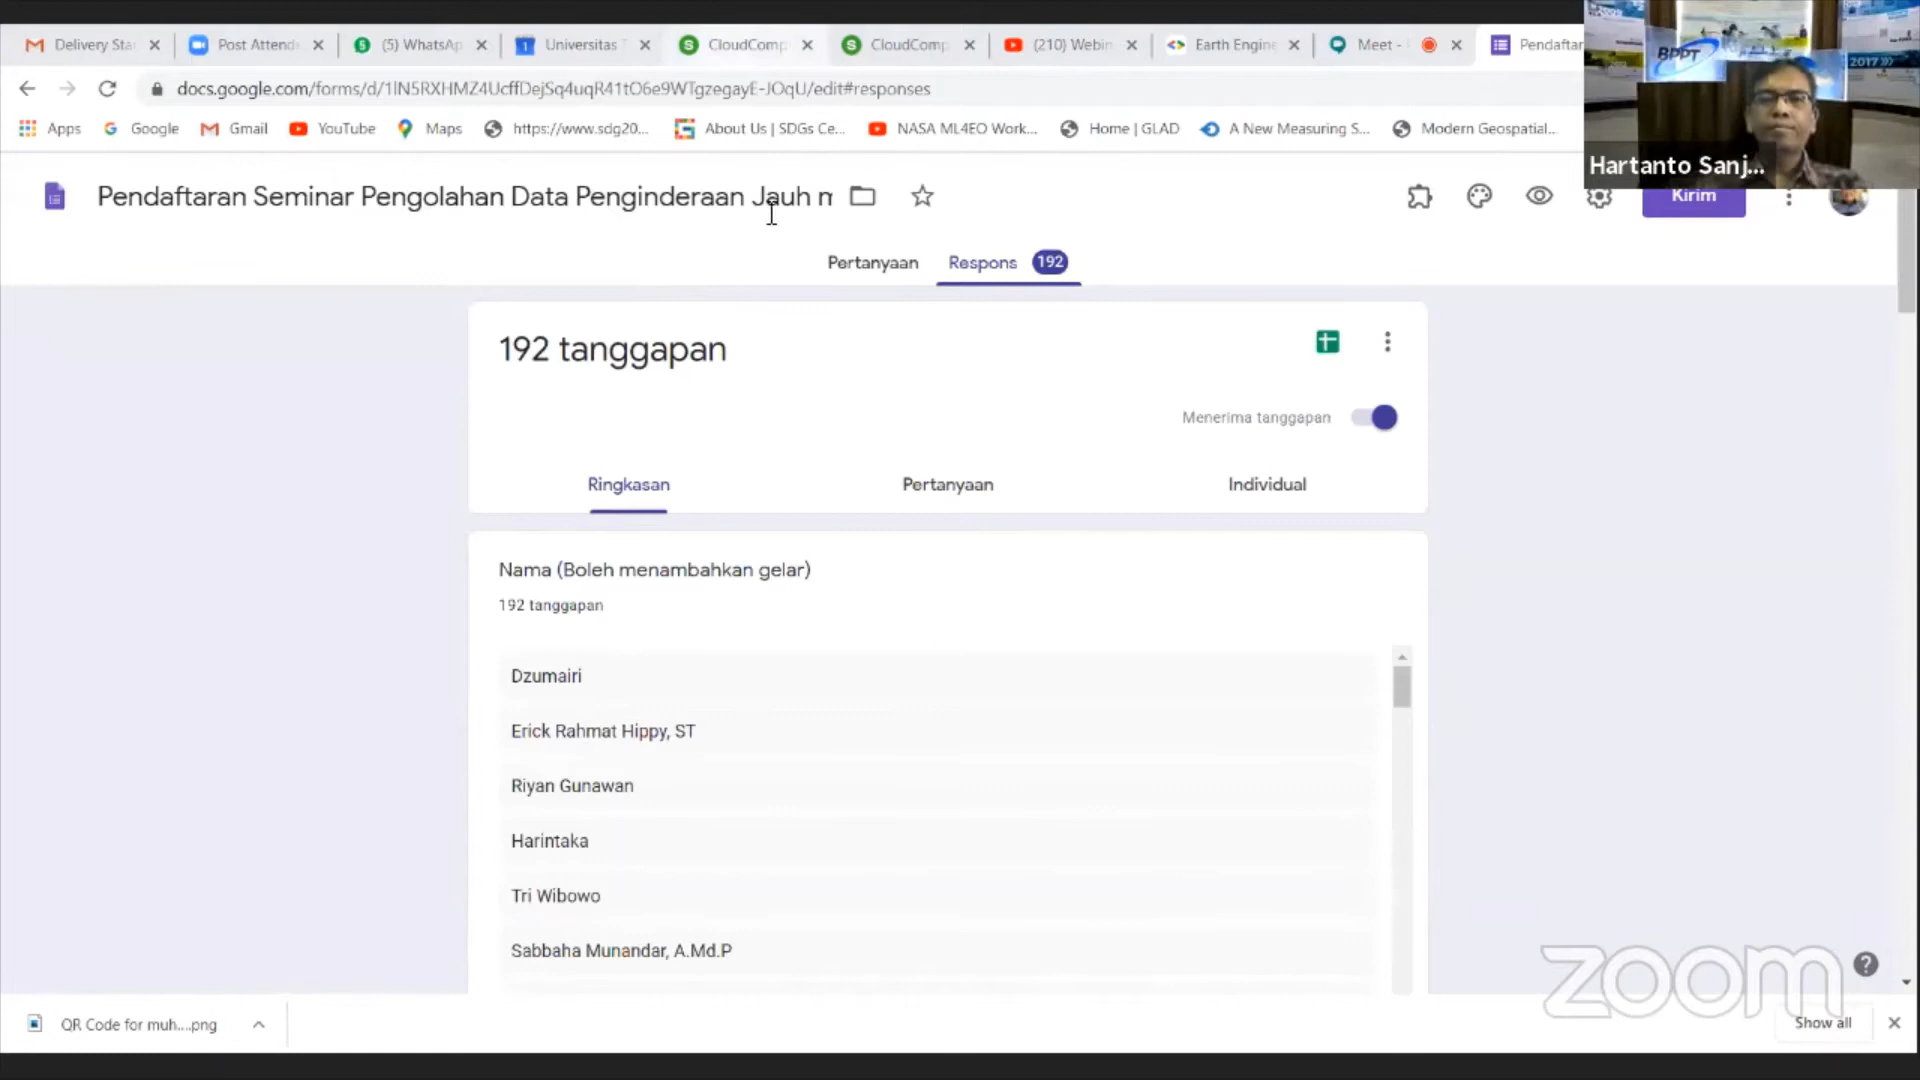 Delivery Sta
Post Attend
(5) WhatsAp
Universitas T
CloudComp
CloudComp
(210) Webin
Earth Engine
Meet -
Pendaftar
docs.google.com/forms/d/1lN5RXHMZ4UcffDejSq4uqR41tO6e9WTgzegayE-JOqU/edit#responses
Apps
Google
Gmail
YouTube
Maps
https://www.sdg20...
About Us | SDGs Ce...
NASA ML4EO Work...
Home | GLAD
A New Measuring S...
Modern Geospatial...
BPPT
2017
Hartanto Sanj...
Pendaftaran Seminar Pengolahan Data Penginderaan Jauh m
Kirim
Pertanyaan
Respons 192
192 tanggapan
Menerima tanggapan
Ringkasan
Pertanyaan
Individual
Nama (Boleh menambahkan gelar)
192 tanggapan
Dzumairi
Erick Rahmat Hippy, ST
Riyan Gunawan
Harintaka
Tri Wibowo
Sabbaha Munandar, A.Md.P
zoom
QR Code for muh....png
Show all